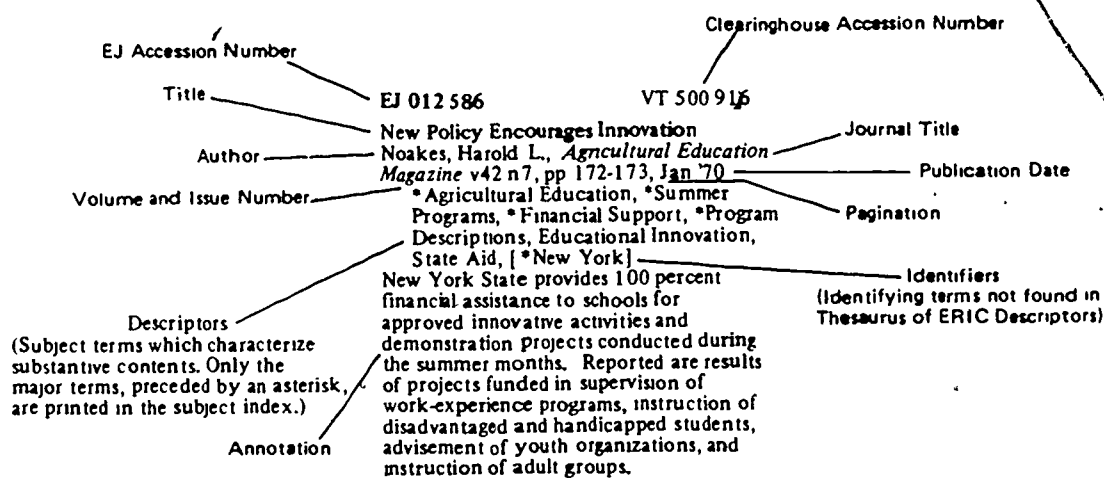 Clearinghouse Accession Number
EJ Accession Number
Title
EJ 012 586 VT 500 916
New Policy Encourages Innovation
Journal Title
Author
Noakes, Harold L., Agricultural Education
Magazine v42 n7, pp 172-173, Jan '70
Publication Date
Volume and Issue Number
*Agricultural Education, *Summer
Programs, *Financial Support, *Program
Pagination
Descriptions, Educational Innovation,
State Aid, [*New York]
Identifiers
(Identifying terms not found in
Thesaurus of ERIC Descriptors)
New York State provides 100 percent
financial assistance to schools for
approved innovative activities and
demonstration projects conducted during
the summer months. Reported are results
of projects funded in supervision of
work-experience programs, instruction of
disadvantaged and handicapped students,
advisement of youth organizations, and
instruction of adult groups.
Descriptors
(Subject terms which characterize
substantive contents. Only the
major terms, preceded by an asterisk,
are printed in the subject index.)
Annotation